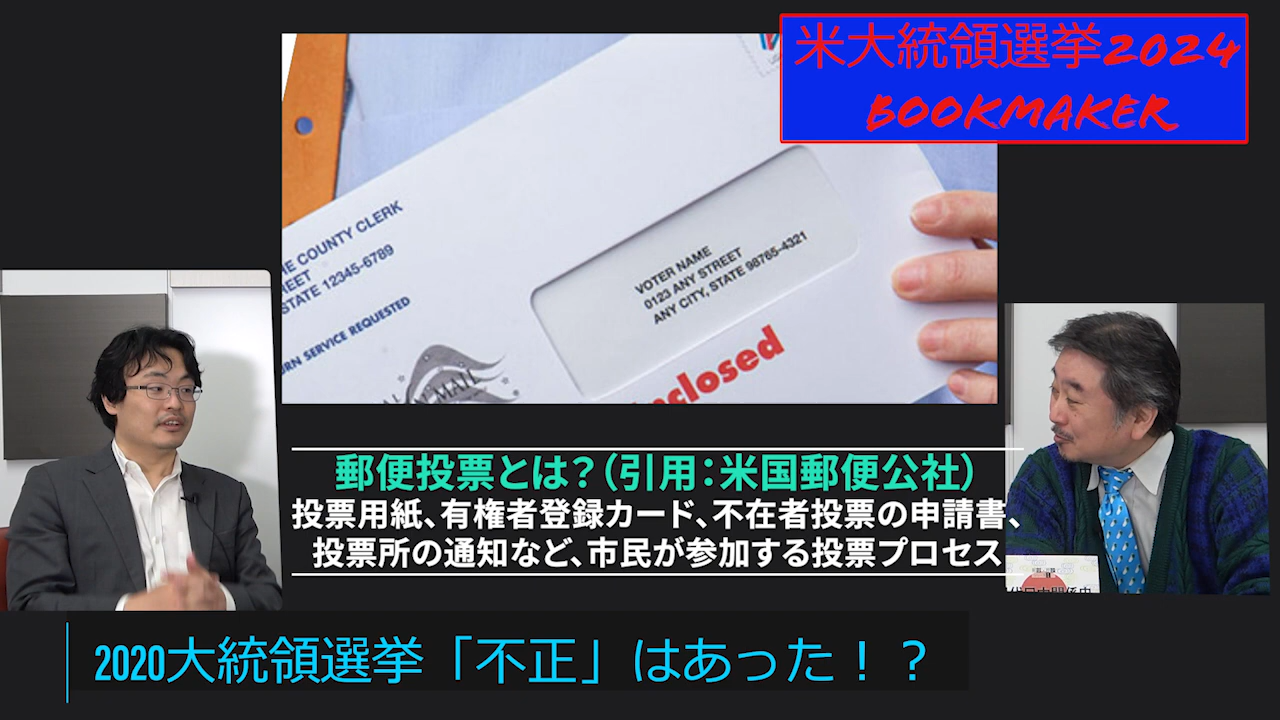 米大統領選挙2024
BOOKMAKER
COUNTY CLERK
STATE 12345-6789
SERVICE REQUESTED
MAIL
VOTER NAME
0123 ANY STREET
ANY CITY, STATE 98765-4321
郵便投票とは？（引用：米国郵便公社）
投票用紙、有権者登録カード、不在者投票の申請書、
投票所の通知など、市民が参加する投票プロセス
2020大統領選挙「不正」はあった！？